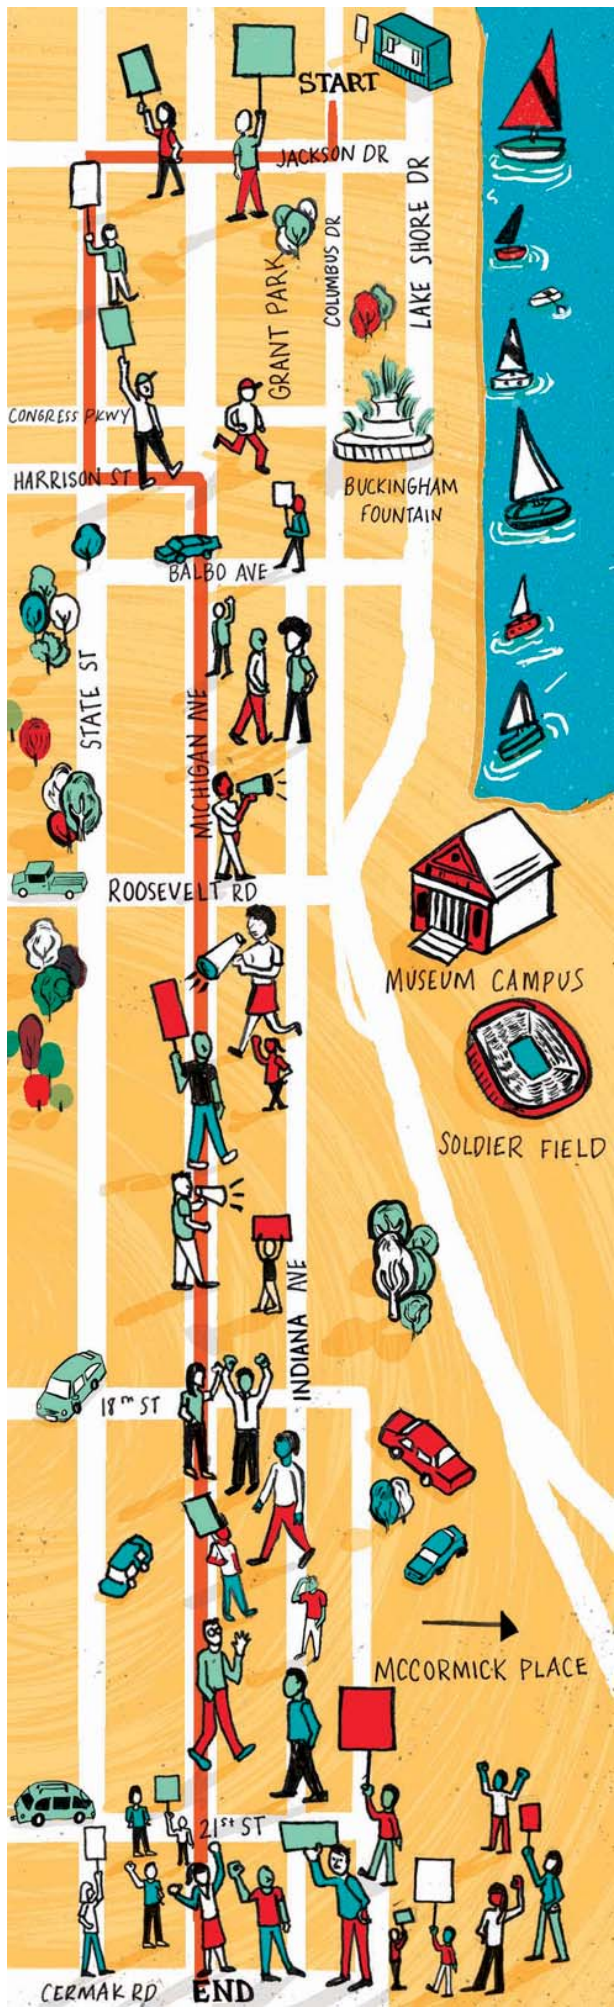 START
JACKSON DR
GRANT PARK
COLUMBUS DR
LAKE SHORE DR
CONGRESS PKWY
HARRISON ST
BUCKINGHAM
FOUNTAIN
BALBO AVE
STATE ST
MICHIGAN AVE
ROOSEVELT RD
MUSEUM CAMPUS
SOLDIER FIELD
INDIANA AVE
18TH ST
MCCORMICK PLACE
21ST ST
CERMAK RD
END